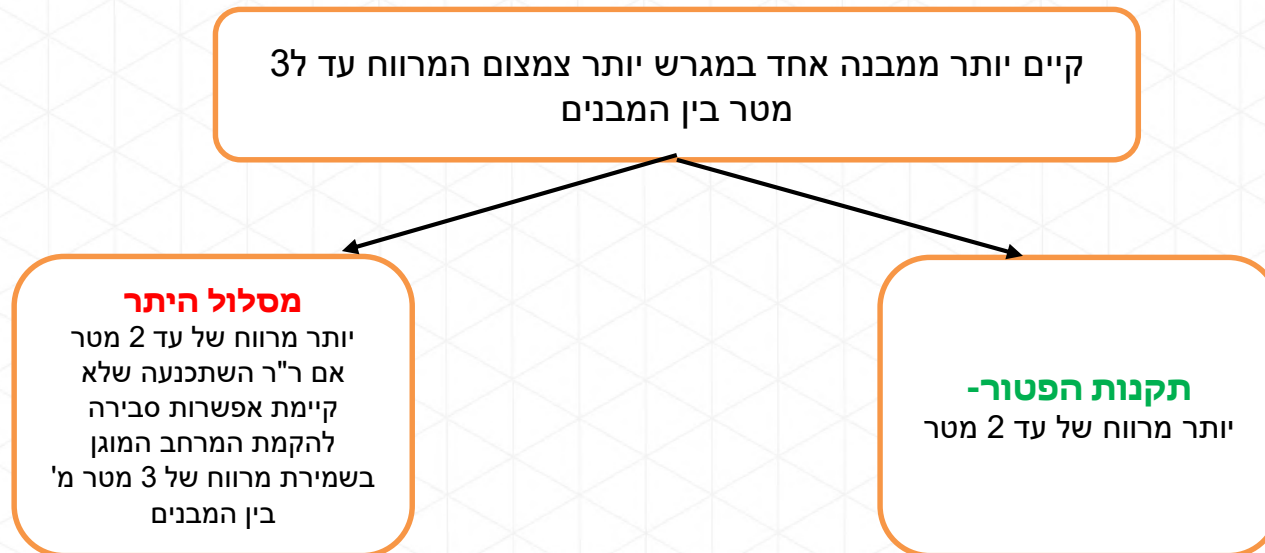 קיים יותר ממבנה אחד במגרש יותר צמצום המרווח עד ל3
מטר בין המבנים
תקנות הפטור-
יותר מרווח של עד 2 מטר
מסלול היתר
יותר מרווח של עד 2 מטר
אם ר"ר השתכנעה שלא
קיימת אפשרות סבירה
להקמת המרחב המוגן
בשמירת מרווח של 3 מטר מ'
בין המבנים